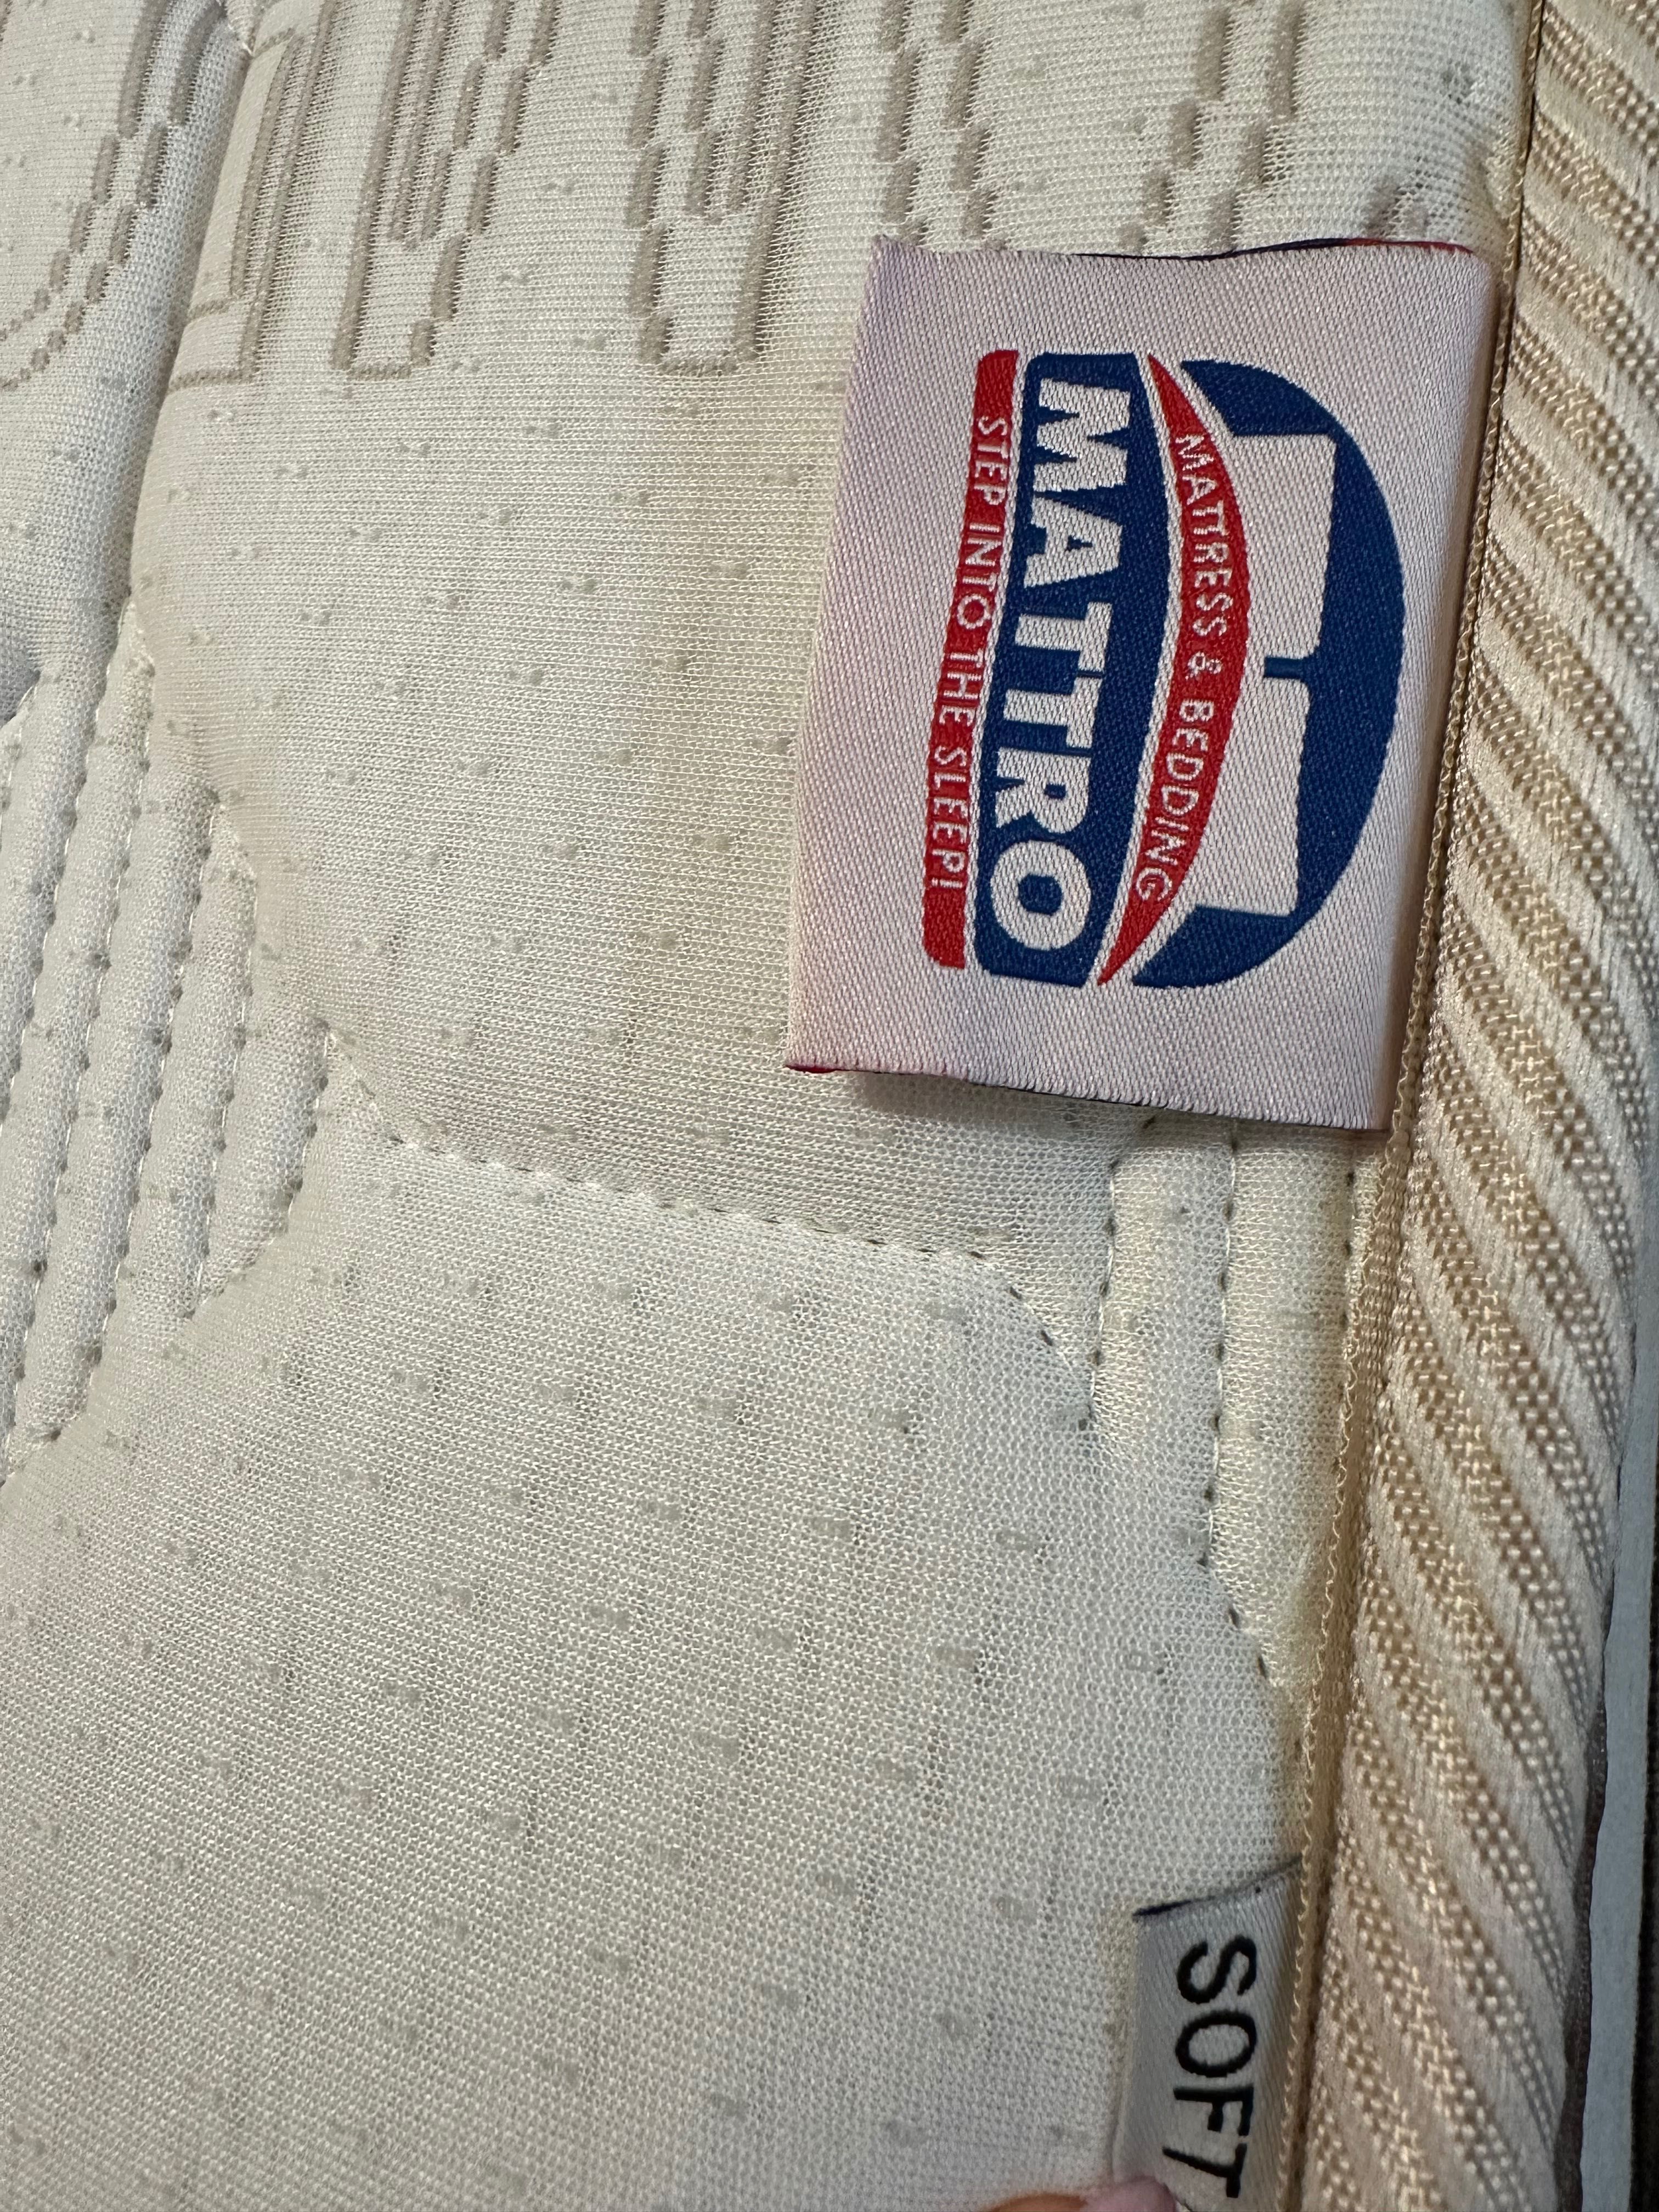 MATTRESS & BEDDING
MATTRO
STEP INTO THE SLEEP!
SOFT